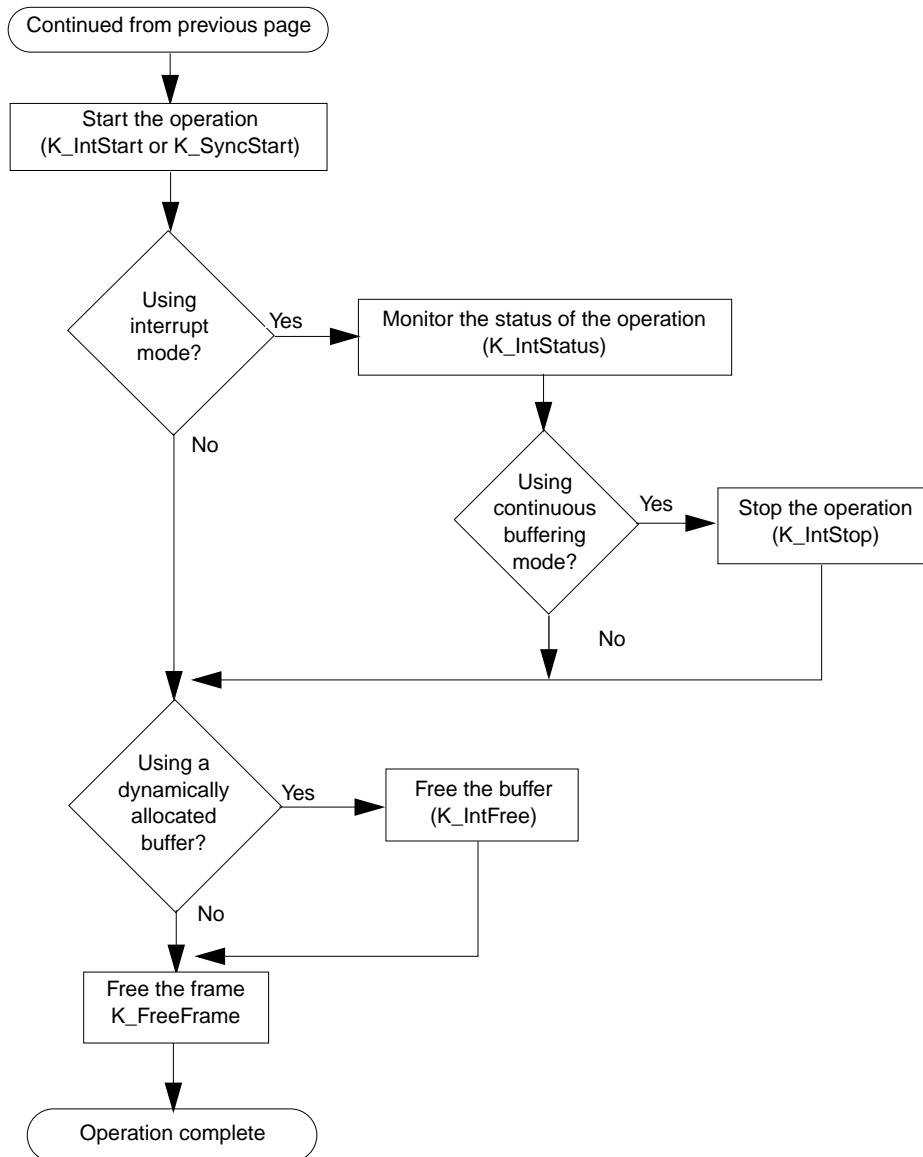 Continued from previous page
Start the operation
(K_IntStart or K_SyncStart)
Using
interrupt
mode?
Yes
Monitor the status of the operation
(K_IntStatus)
No
Using
continuous
buffering
mode?
Yes
Stop the operation
(K_IntStop)
No
Using a
dynamically
allocated
buffer?
Yes
Free the buffer
(K_IntFree)
No
Free the frame
K_FreeFrame
Operation complete